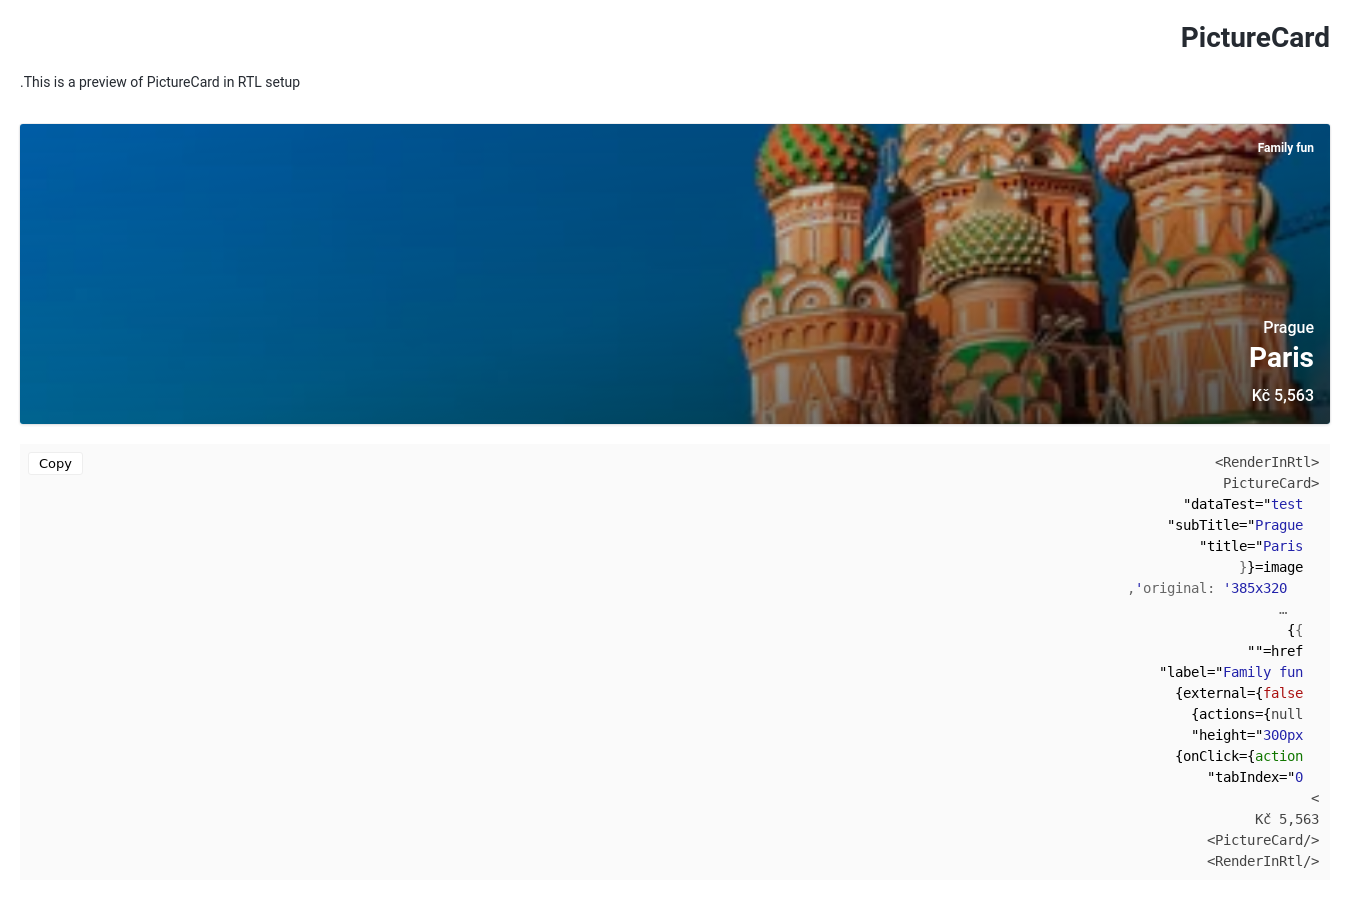 PictureCard
.This is a preview of PictureCard in RTL setup
Family fun
Prague
Paris
Kč 5,563
Copy
<RenderInRtl>
PictureCard>
"dataTest="test
"subTitle="Prague
"title="Paris
}}=image
,'original: '385x320
…
{{
""=href
"label="Family fun
{external={false
{actions={null
"height="300px
{onClick={action
"tabIndex="0
<
Kč 5,563
<PictureCard/>
<RenderInRtl/>